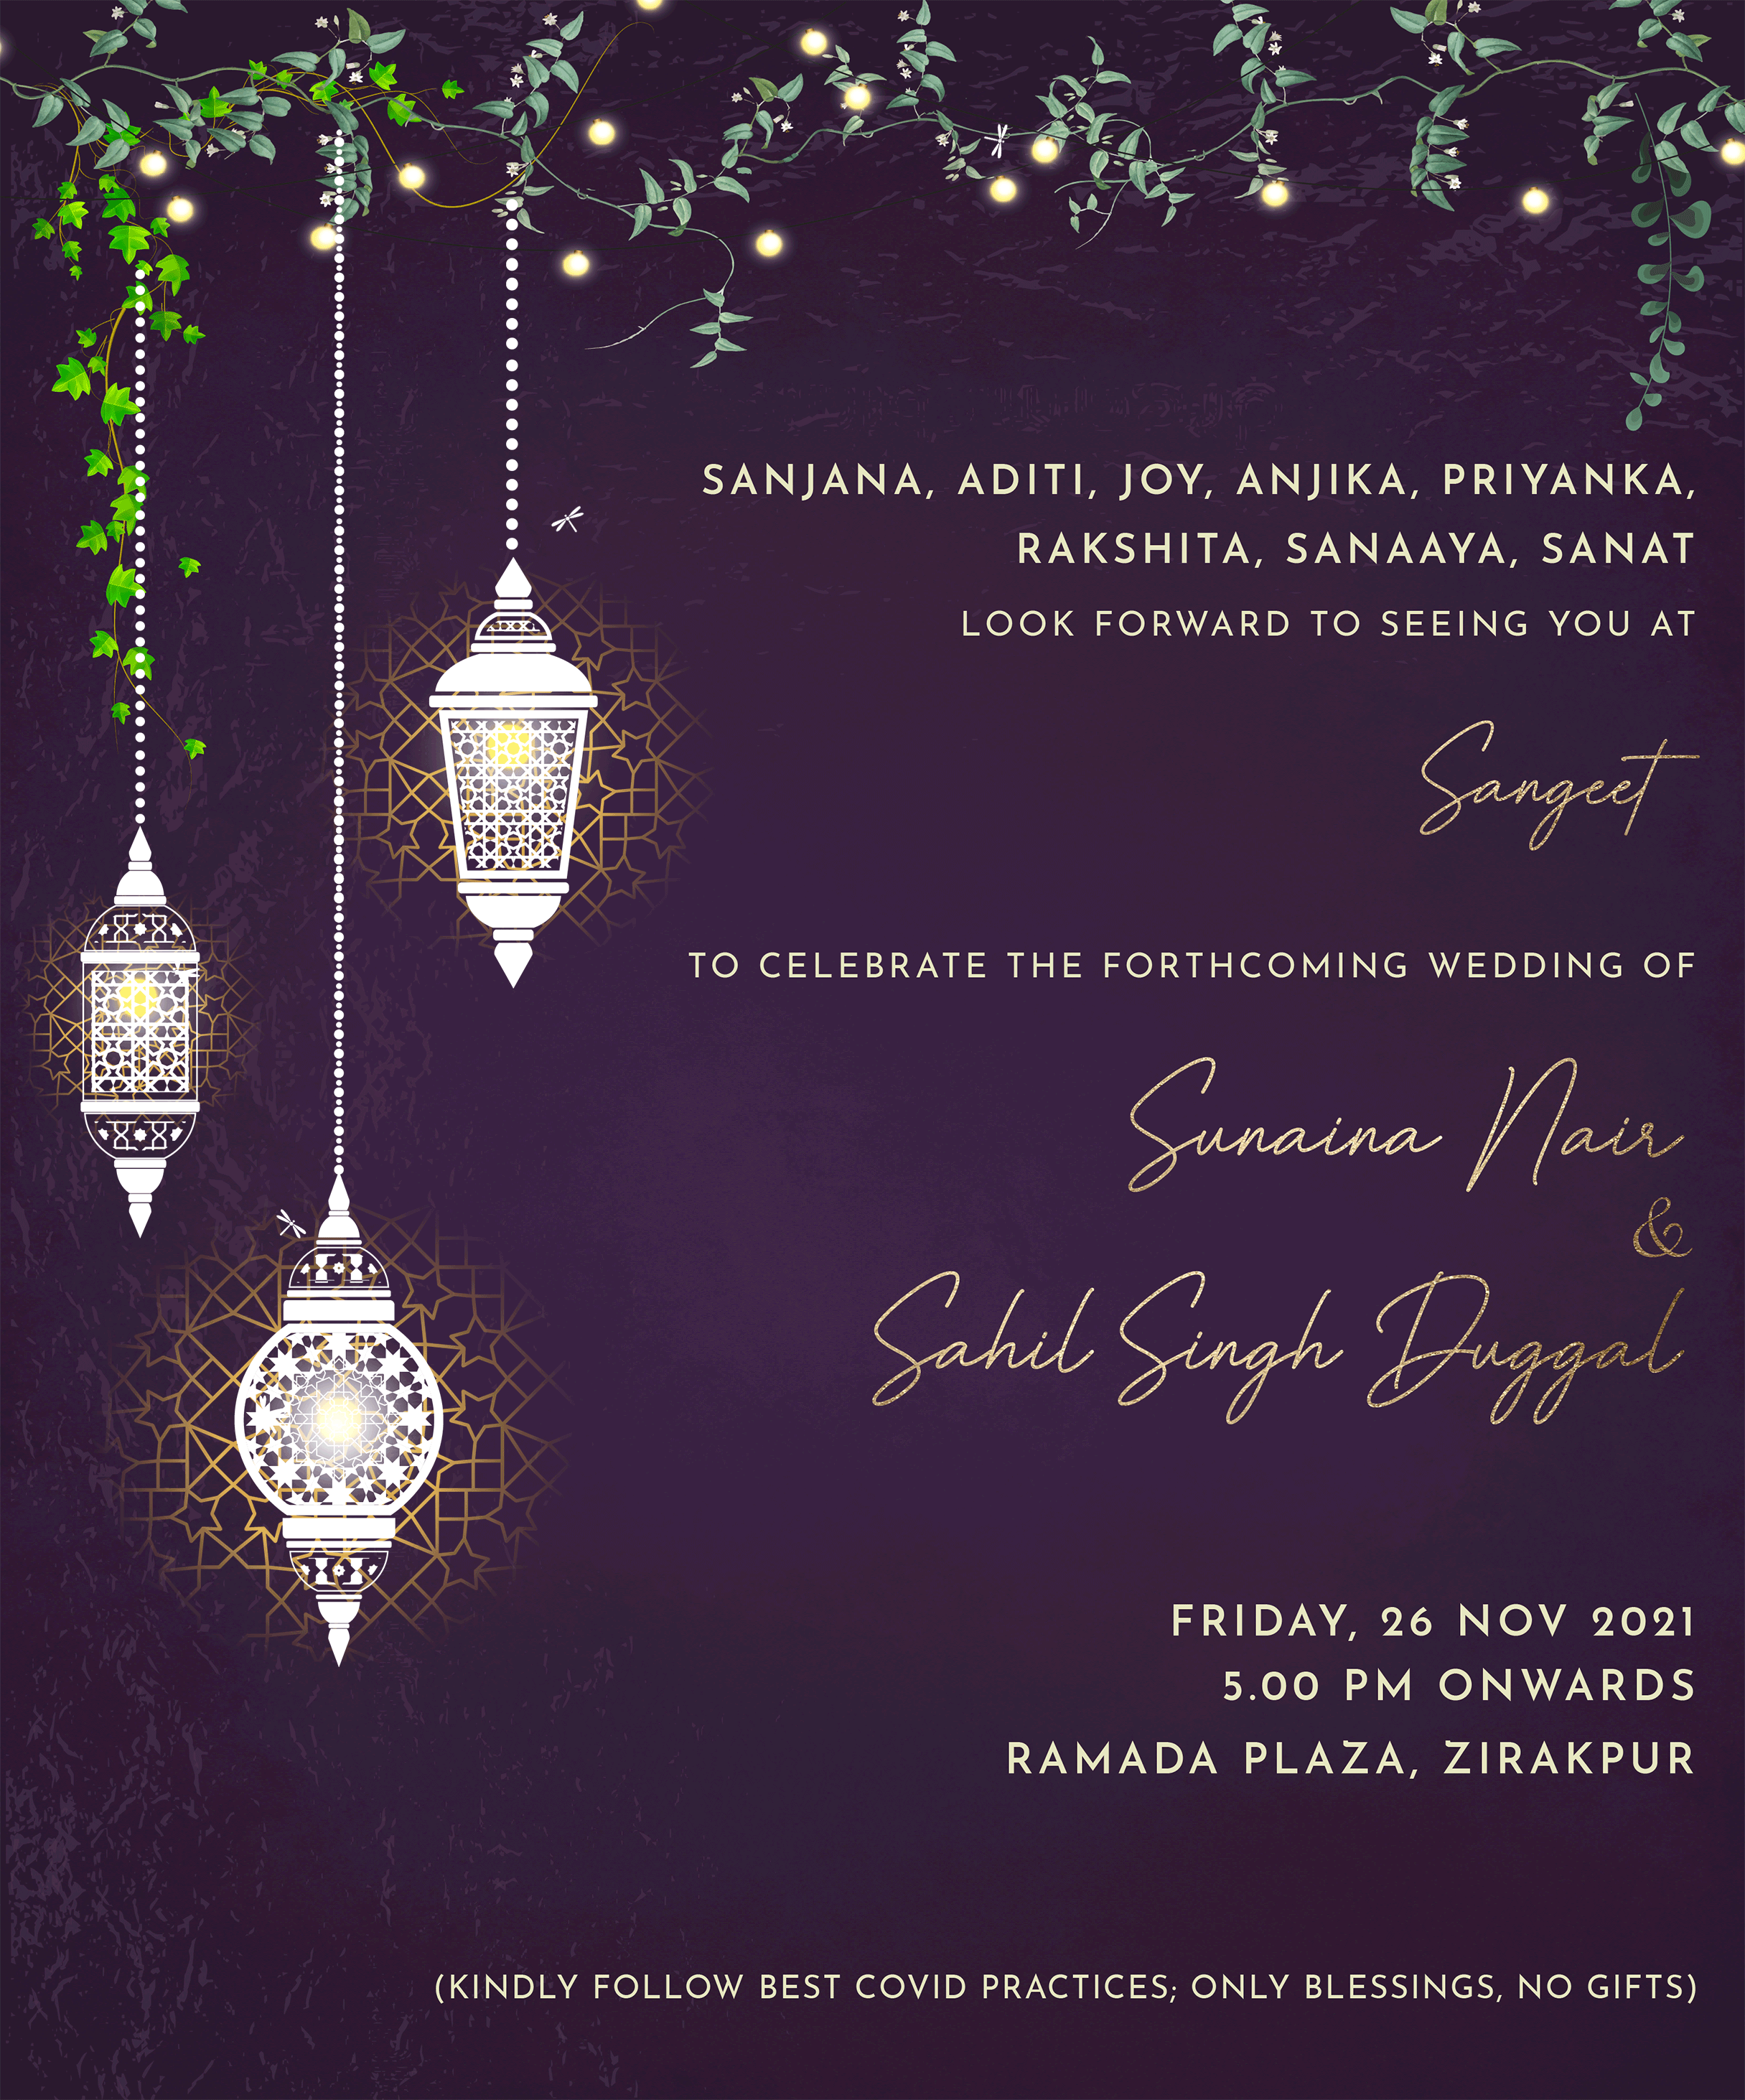 SANJANA, ADITI, JOY, ANJIKA, PRIYANKA,
RAKSHITA, SANAAYA, SANAT
LOOK FORWARD TO SEEING YOU AT
Sangeet
TO CELEBRATE THE FORTHCOMING WEDDING OF
Sunaina Nair
&
Sahil Singh Duggal
FRIDAY, 26 NOV 2021
5.00 PM ONWARDS
RAMADA PLAZA, ZIRAKPUR
(KINDLY FOLLOW BEST COVID PRACTICES; ONLY BLESSINGS, NO GIFTS)